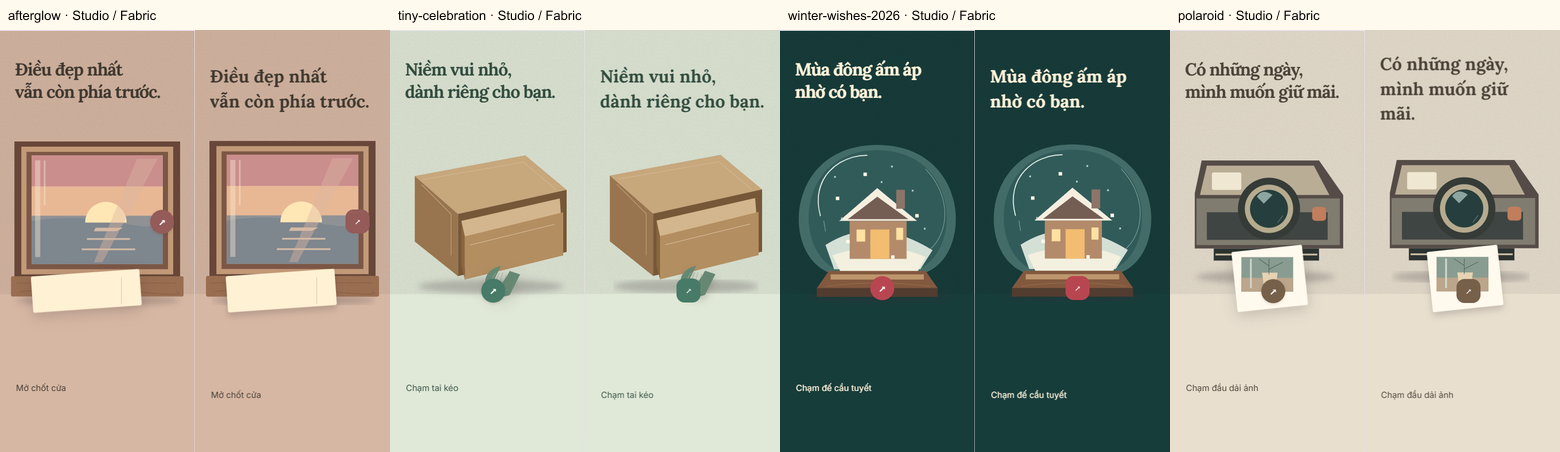 afterglow · Studio / Fabric
Điều đẹp nhất
vẫn còn phía trước.
Mở chốt cửa
Điều đẹp nhất
vẫn còn phía trước.
Mở chốt cửa
tiny-celebration · Studio / Fabric
Niềm vui nhỏ,
dành riêng cho bạn.
Chạm tai kéo
Niềm vui nhỏ,
dành riêng cho bạn.
Chạm tai kéo
winter-wishes-2026 · Studio / Fabric
Mùa đông ấm áp
nhờ có bạn.
Chạm đế cầu tuyết
Mùa đông ấm áp
nhờ có bạn.
Chạm đế cầu tuyết
polaroid · Studio / Fabric
Có những ngày,
mình muốn giữ mãi.
Chạm đầu dải ảnh
Có những ngày,
mình muốn giữ
mãi.
Chạm đầu dải ảnh